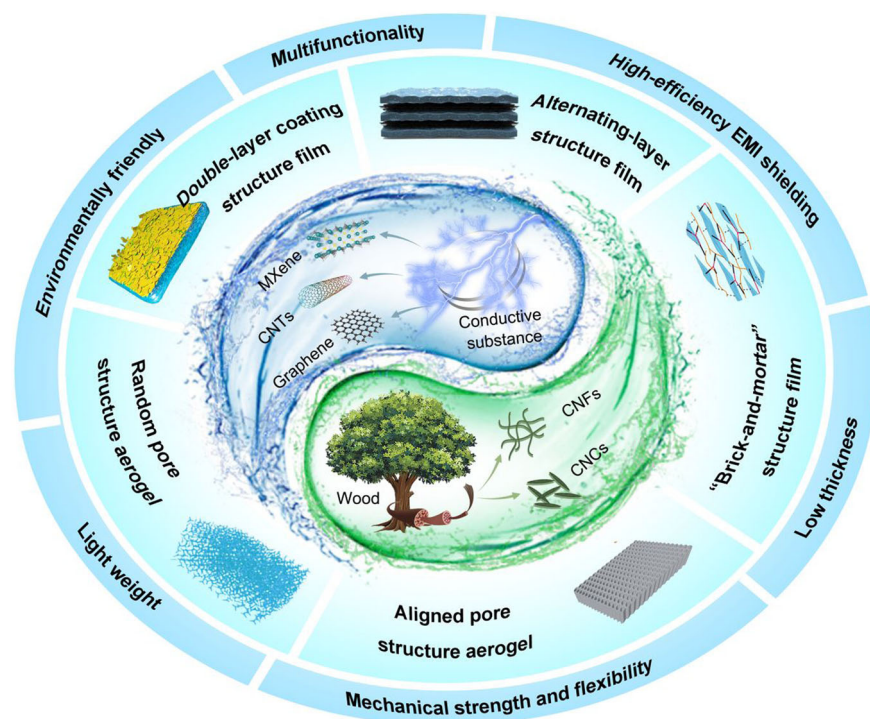 Multifunctionality
High-efficiency EMI shielding
Low thickness
Mechanical strength and flexibility
Light weight
Environmentally friendly
Double-layer coating
structure film
Alternating-layer
structure film
“Brick-and-mortar”
structure film
Aligned pore
structure aerogel
Random pore
structure aerogel
MXene
CNTs
Graphene
Conductive
substance
Wood
CNFs
CNCs